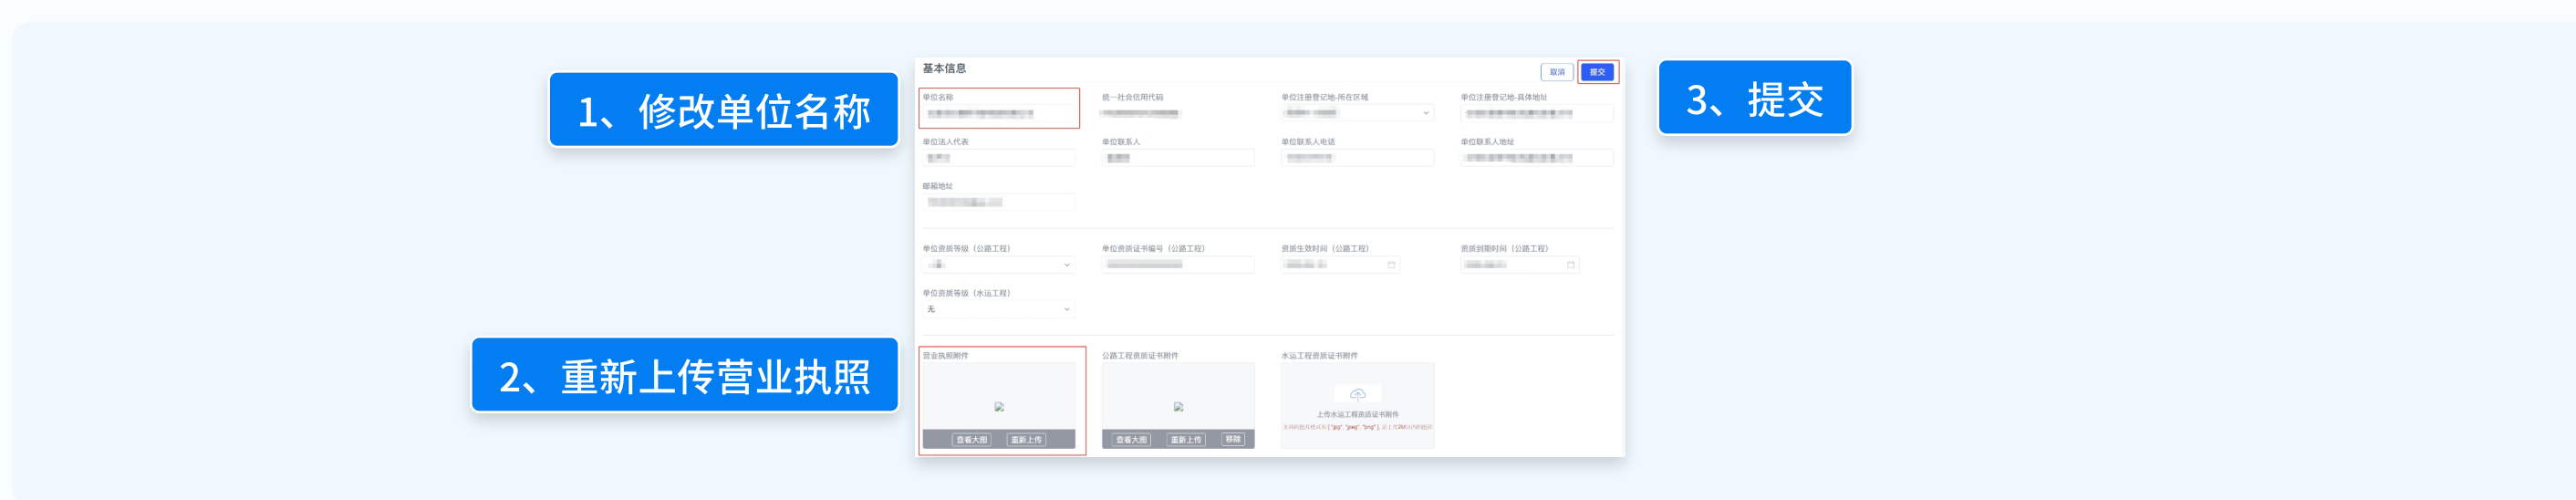 1、修改单位名称
2、重新上传营业执照
3、提交
基本信息
取消
提交
单位名称
统一社会信用代码
单位注册登记地-所在区域
单位注册登记地-具体地址
单位法人代表
单位联系人
单位联系人电话
单位联系人地址
邮箱地址
单位资质等级（公路工程）
单位资质证书编号（公路工程）
资质生效时间（公路工程）
资质到期时间（公路工程）
单位资质等级（水运工程）
无
营业执照附件
公路工程资质证书附件
水运工程资质证书附件
上传水运工程资质证书附件
查看大图
重新上传
查看大图
重新上传
移除